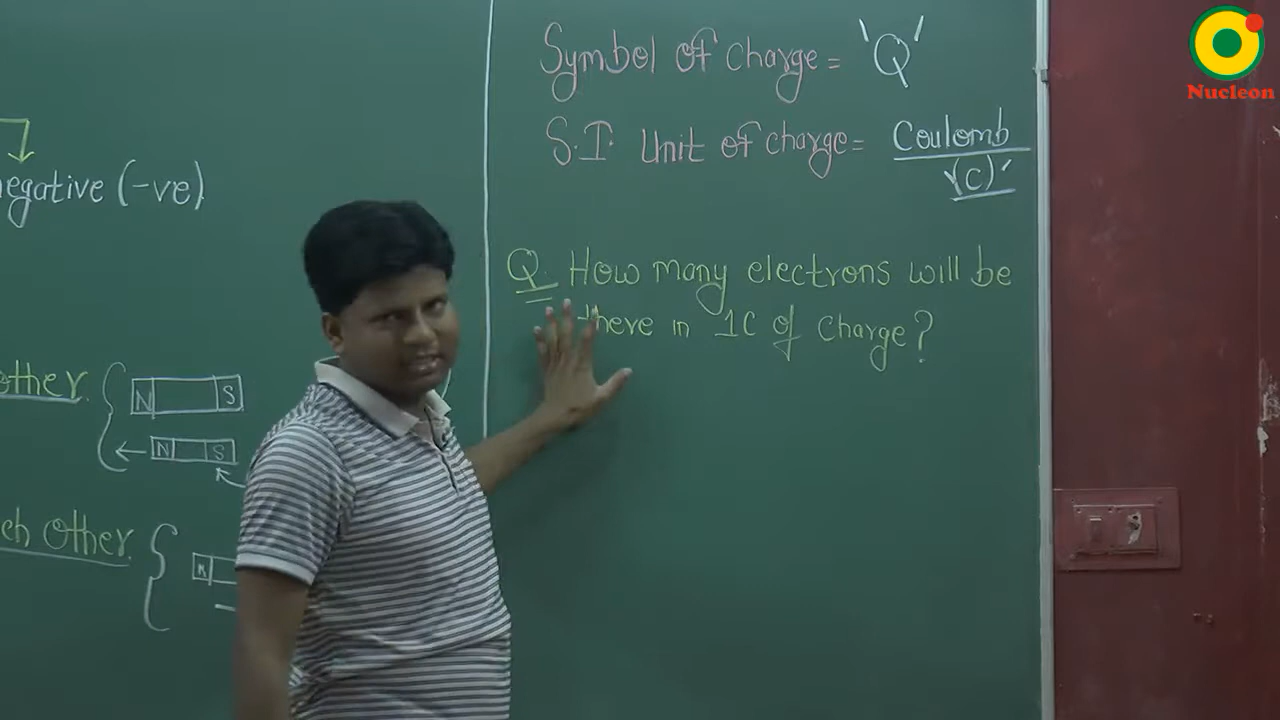 Symbol of charge = 'Q'
S.I. Unit of charge = Coulomb
'(C)'
negative (-ve)
Q. How many electrons will be
there in 1C of charge?
other.
N S
N S
ch other.
N
Nucleon